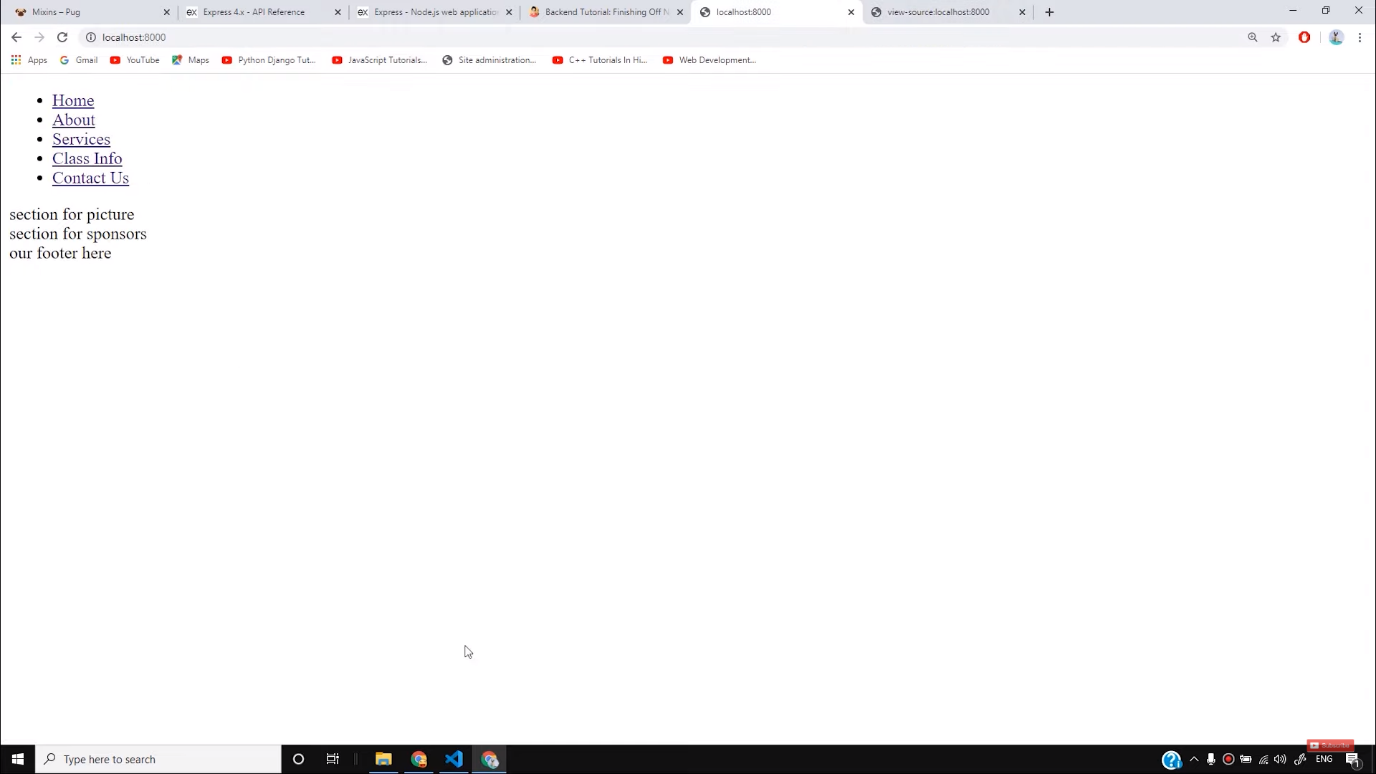 Mixins – Pug
Express 4.x - API Reference
Express - Node.js web applicatio
Backend Tutorial: Finishing Off N
localhost:8000
view-source:localhost:8000
localhost:8000
Apps
Gmail
YouTube
Maps
Python Django Tut...
JavaScript Tutorials...
Site administration...
C++ Tutorials In Hi...
Web Development...
Home
About
Services
Class Info
Contact Us
section for picture
section for sponsors
our footer here
Subscribe
Type here to search
ENG
1